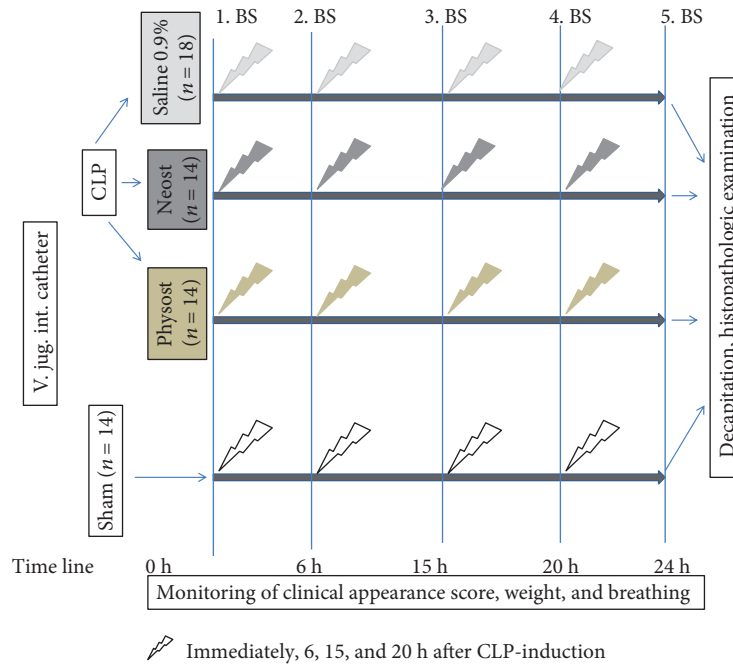 1. BS 2. BS 3. BS 4. BS 5. BS
Saline 0.9%
(n = 18)
CLP
Neost
(n = 14)
Physost
(n = 14)
V. jug. int. catheter
Sham (n = 14)
Decapitation, histopathologic examination
Time line 0 h 6 h 15 h 20 h 24 h
Monitoring of clinical appearance score, weight, and breathing
Immediately, 6, 15, and 20 h after CLP-induction